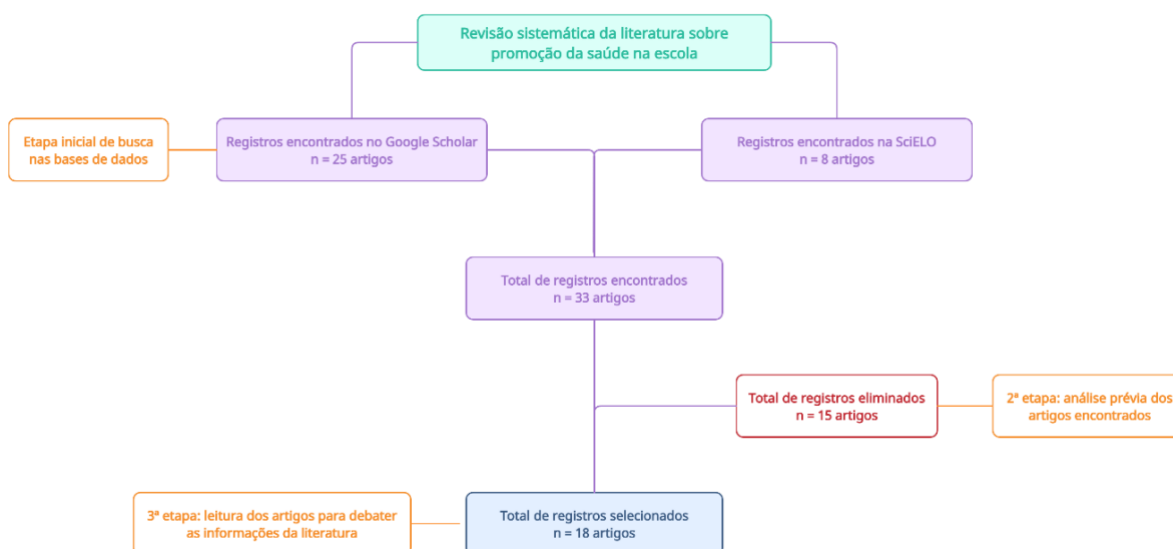 Revisão sistemática da literatura sobre
promoção da saúde na escola
Etapa inicial de busca
nas bases de dados
Registros encontrados no Google Scholar
n = 25 artigos
Registros encontrados na SciELO
n = 8 artigos
Total de registros encontrados
n = 33 artigos
Total de registros eliminados
n = 15 artigos
2ª etapa: análise prévia dos
artigos encontrados
3ª etapa: leitura dos artigos para debater
as informações da literatura
Total de registros selecionados
n = 18 artigos